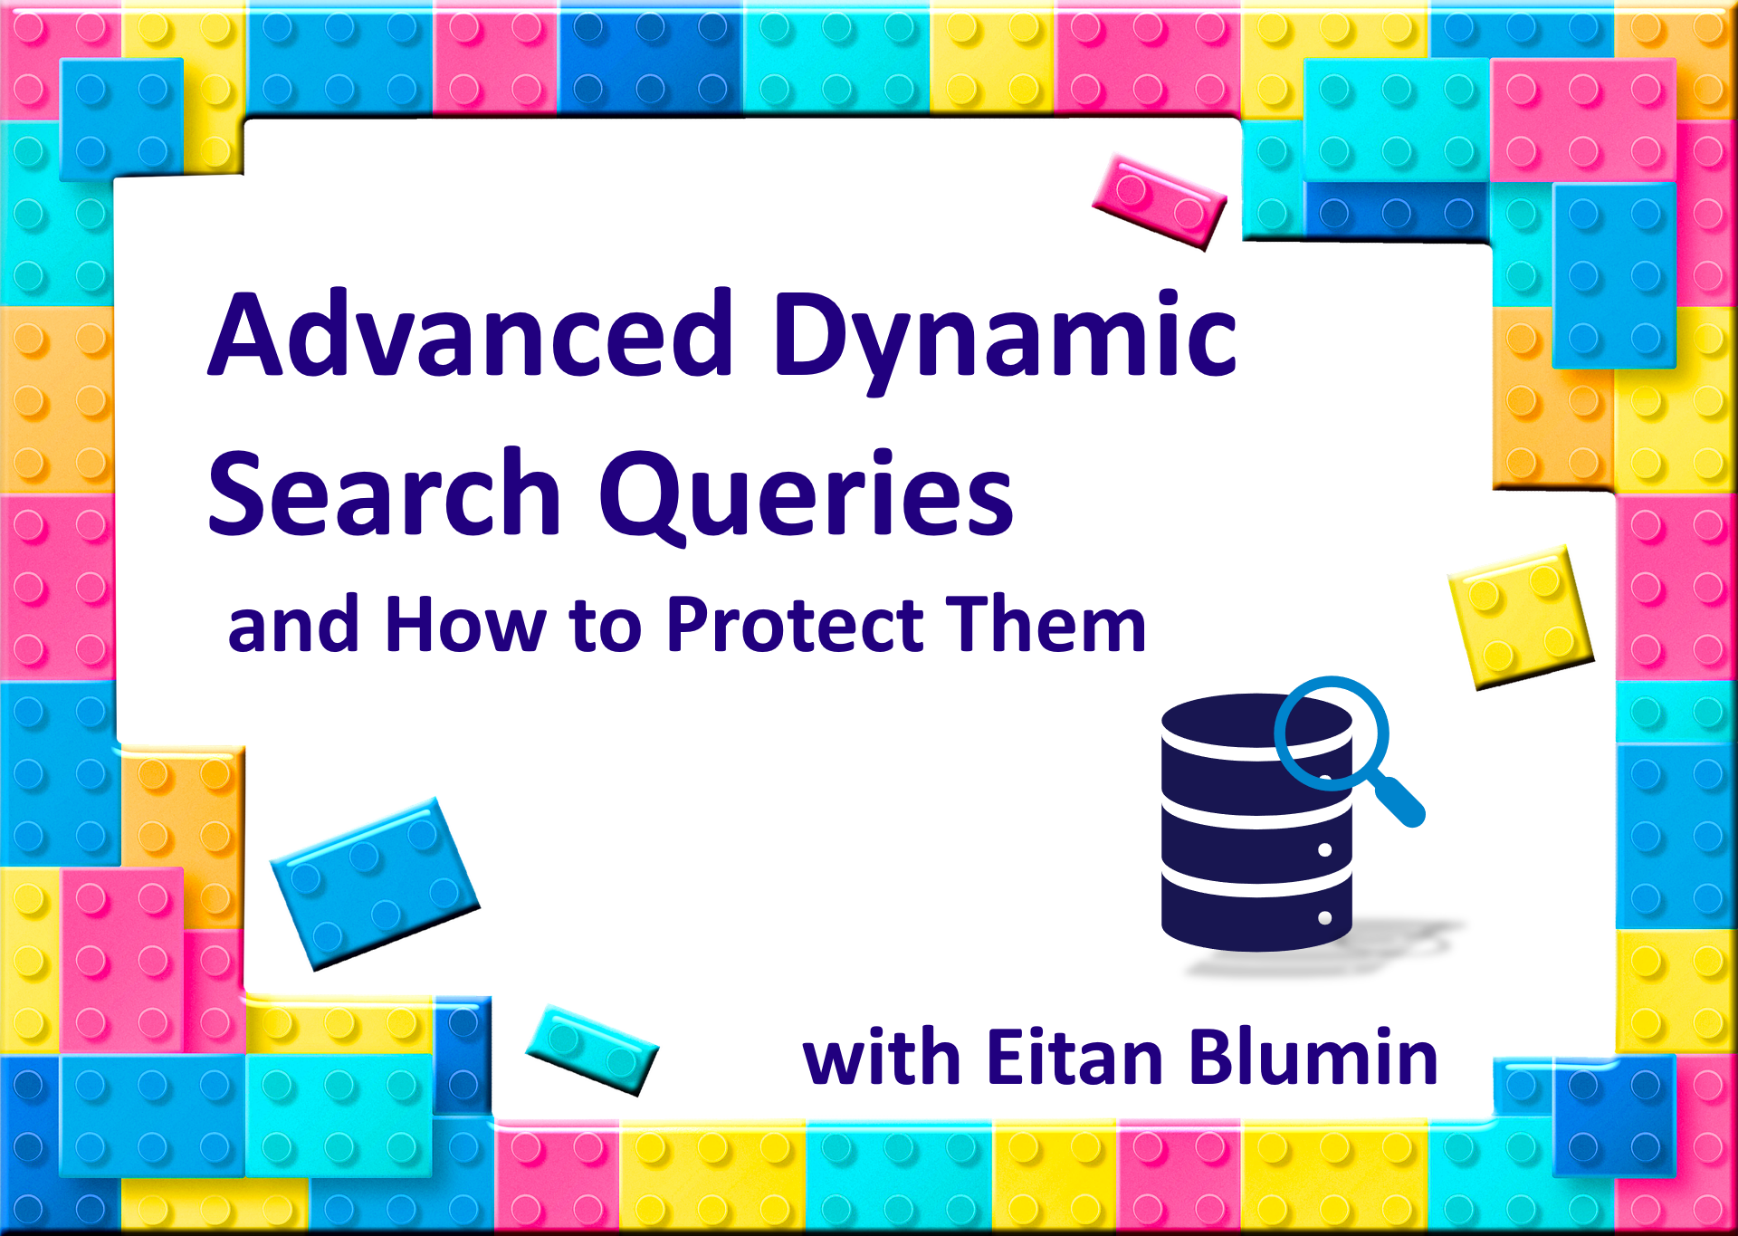 Advanced Dynamic
Search Queries
and How to Protect Them
with Eitan Blumin